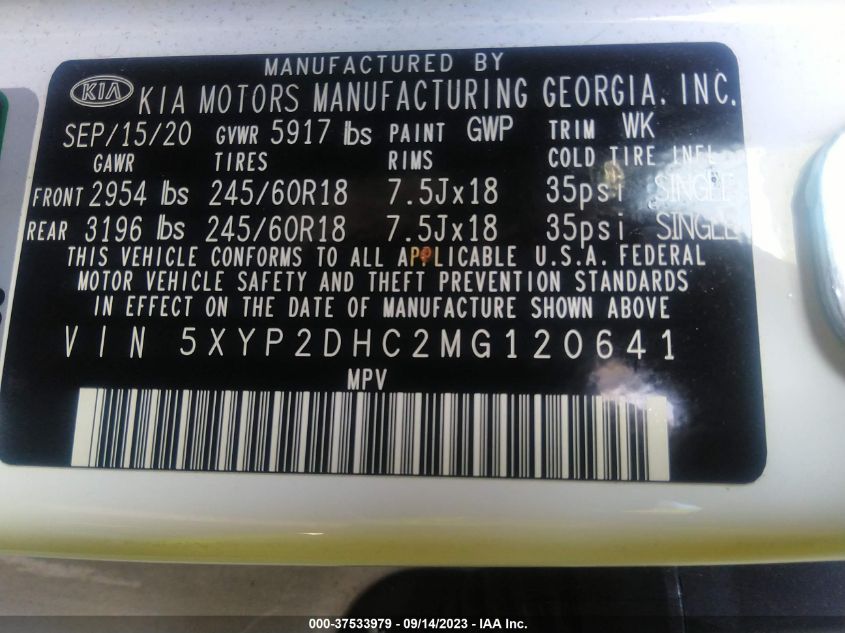 MANUFACTURED BY
KIA KIA MOTORS MANUFACTURING GEORGIA, INC.
SEP/15/20 GVWR 5917 lbs PAINT GWP TRIM WK
GAWR TIRES RIMS COLD TIRE INFL
FRONT 2954 lbs 245/60R18 7.5Jx18 35psi SINGLE
REAR 3196 lbs 245/60R18 7.5Jx18 35psi SINGLE
THIS VEHICLE CONFORMS TO ALL APPLICABLE U.S.A. FEDERAL
MOTOR VEHICLE SAFETY AND THEFT PREVENTION STANDARDS
IN EFFECT ON THE DATE OF MANUFACTURE SHOWN ABOVE
VIN 5XYP2DHC2MG120641
MPV
000-37533979 - 09/14/2023 - IAA Inc.